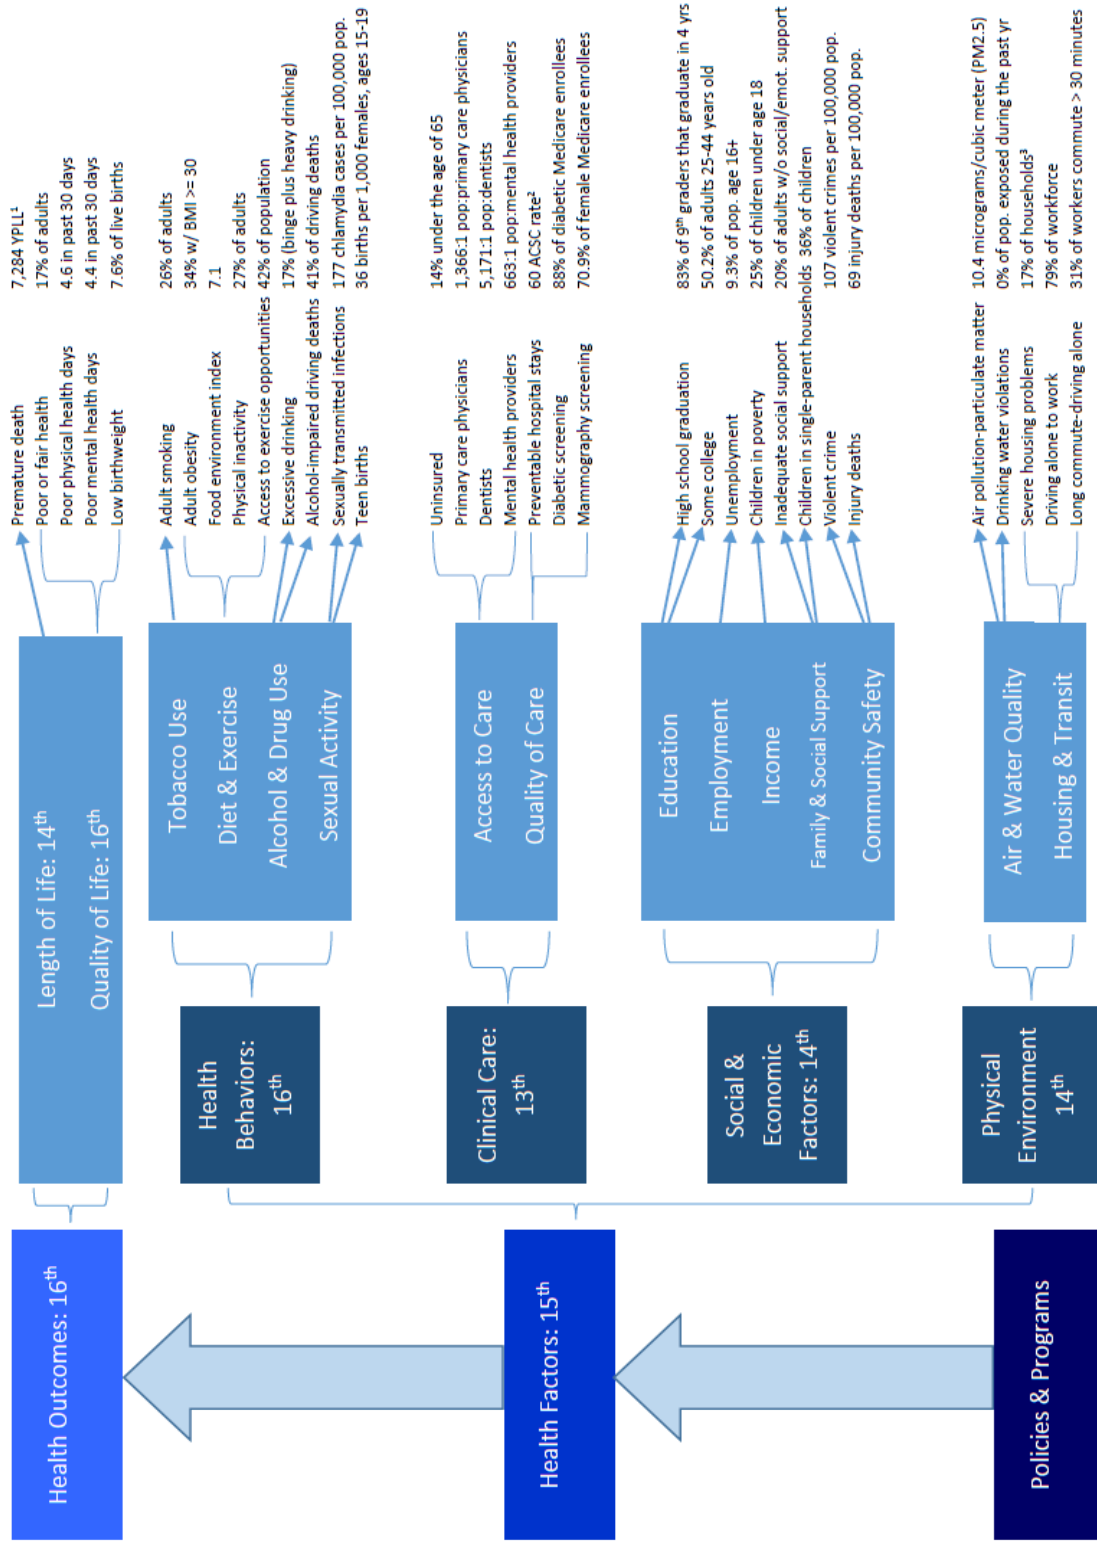 Health Outcomes: 16th
Length of Life: 14th
Quality of Life: 16th
Premature death 7,284 YPLL¹
Poor or fair health 17% of adults
Poor physical health days 4.6 in past 30 days
Poor mental health days 4.4 in past 30 days
Low birthweight 7.6% of live births
Health Factors: 15th
Health
Behaviors:
16th
Tobacco Use
Diet & Exercise
Alcohol & Drug Use
Sexual Activity
Adult smoking 26% of adults
Adult obesity 34% w/ BMI >= 30
Food environment index 7.1
Physical inactivity 27% of adults
Access to exercise opportunities 42% of population
Excessive drinking 17% (binge plus heavy drinking)
Alcohol-impaired driving deaths 41% of driving deaths
Sexually transmitted infections 177 chlamydia cases per 100,000 pop.
Teen births 36 births per 1,000 females, ages 15-19
Clinical Care:
13th
Access to Care
Quality of Care
Uninsured 14% under the age of 65
Primary care physicians 1,366:1 pop:primary care physicians
Dentists 5,171:1 pop:dentists
Mental health providers 663:1 pop:mental health providers
Preventable hospital stays 60 ACSC rate²
Diabetic screening 88% of diabetic Medicare enrollees
Mammography screening 70.9% of female Medicare enrollees
Social &
Economic
Factors: 14th
Education
Employment
Income
Family & Social Support
Community Safety
High school graduation 83% of 9th graders that graduate in 4 yrs
Some college 50.2% of adults 25-44 years old
Unemployment 9.3% of pop. age 16+
Children in poverty 25% of children under age 18
Inadequate social support 20% of adults w/o social/emot. support
Children in single-parent households 36% of children
Violent crime 107 violent crimes per 100,000 pop.
Injury deaths 69 injury deaths per 100,000 pop.
Policies & Programs
Physical
Environment
14th
Air & Water Quality
Housing & Transit
Air pollution-particulate matter 10.4 micrograms/cubic meter (PM2.5)
Drinking water violations 0% of pop. exposed during the past yr
Severe housing problems 17% of households³
Driving alone to work 79% of workforce
Long commute-driving alone 31% of workers commute > 30 minutes